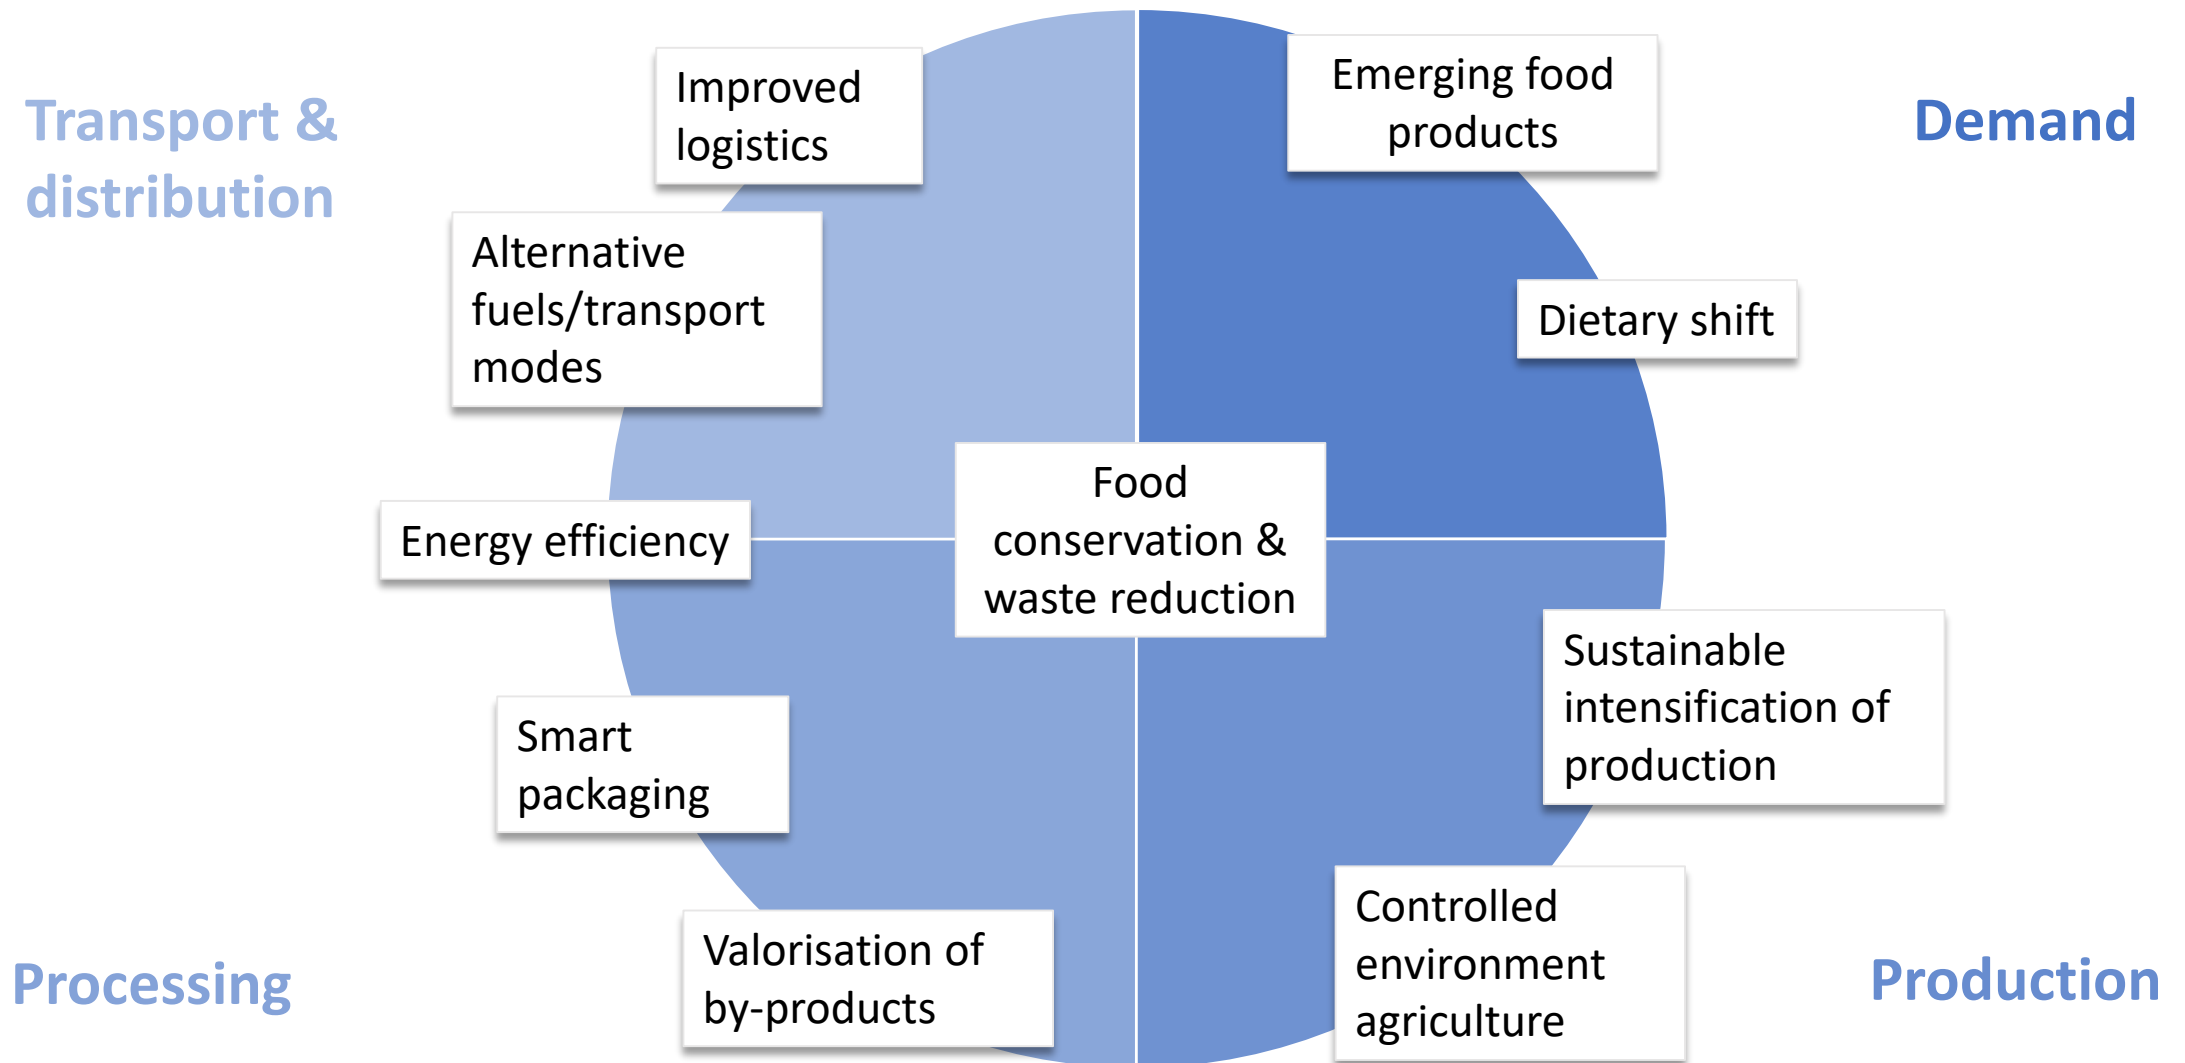 Transport &
distribution
Improved
logistics
Emerging food
products
Demand
Alternative
fuels/transport
modes
Dietary shift
Energy efficiency
Food
conservation &
waste reduction
Sustainable
intensification of
production
Smart
packaging
Processing
Valorisation of
by-products
Controlled
environment
agriculture
Production